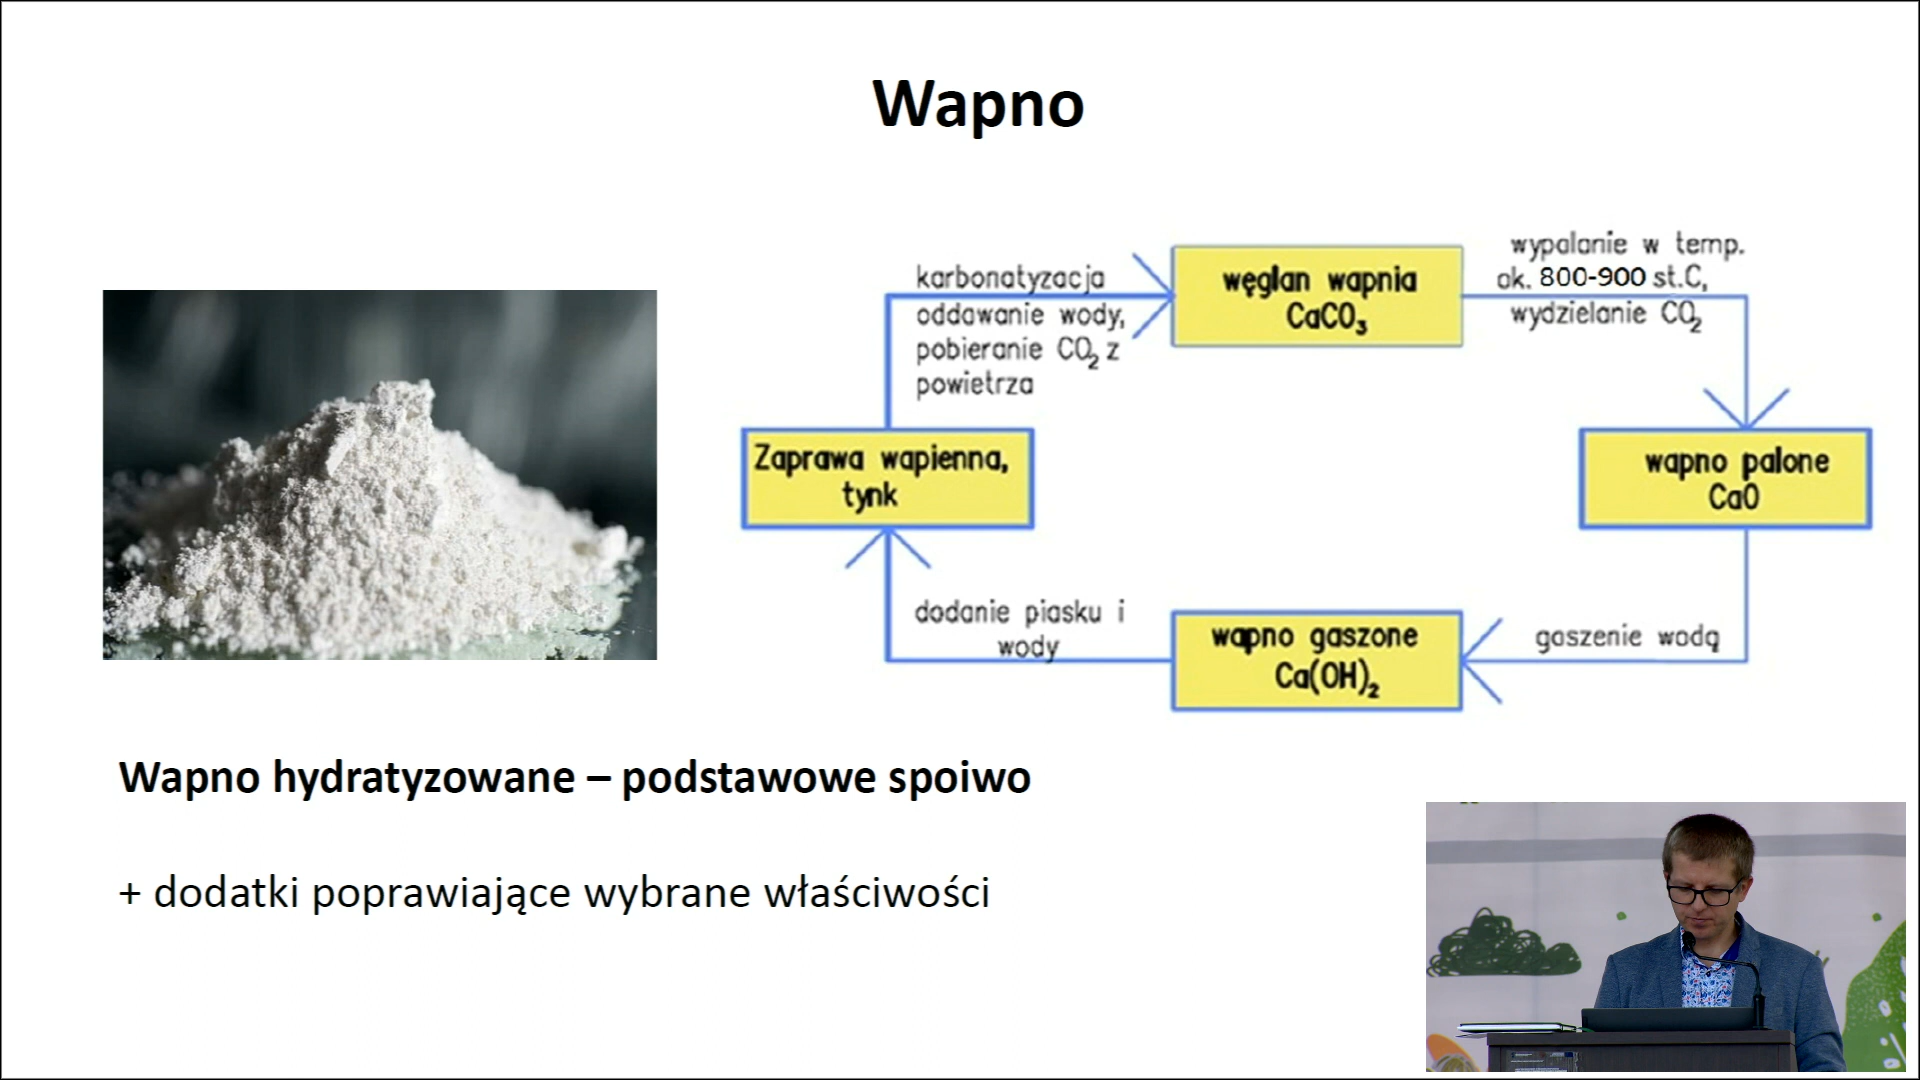 Wapno
karbonatyzacja
oddawanie wody,
pobieranie CO₂ z
powietrza
węglan wapnia
CaCO₃
wypalanie w temp.
ok. 800-900 st.C,
wydzielanie CO₂
Zaprawa wapienna,
tynk
wapno palone
CaO
dodanie piasku i
wody
wapno gaszone
Ca(OH)₂
gaszenie wodą
Wapno hydratyzowane – podstawowe spoiwo
+ dodatki poprawiające wybrane właściwości